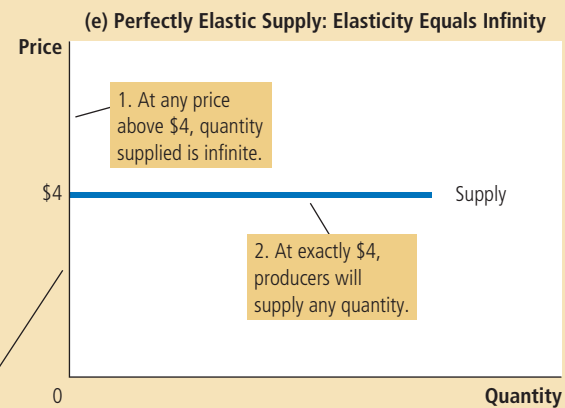 (e) Perfectly Elastic Supply: Elasticity Equals Infinity
Price
1. At any price
above $4, quantity
supplied is infinite.
$4
Supply
2. At exactly $4,
producers will
supply any quantity.
0
Quantity